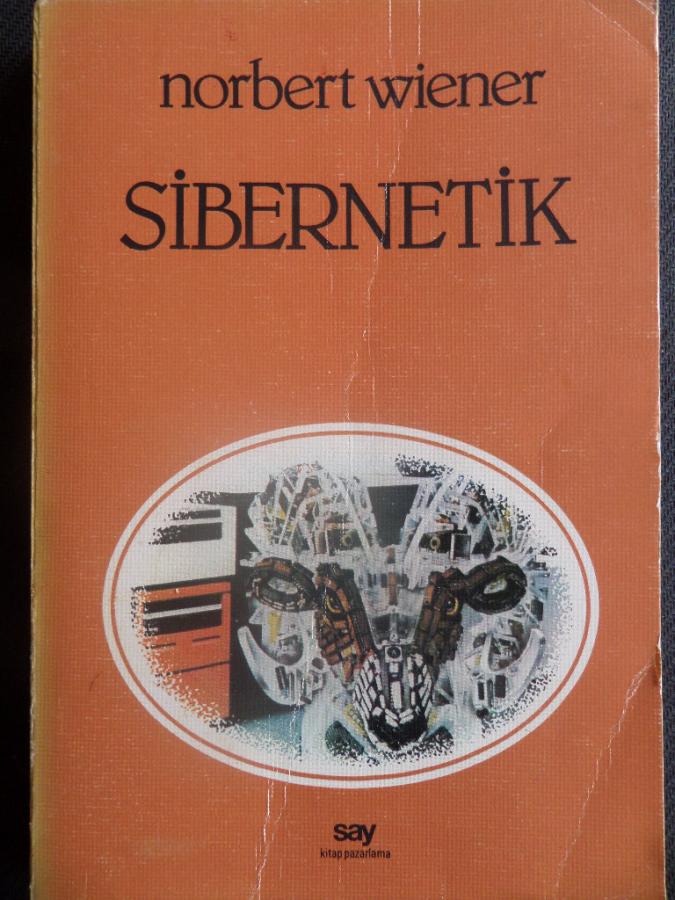 norbert wiener
SİBERNETİK
say
kitap pazarlama